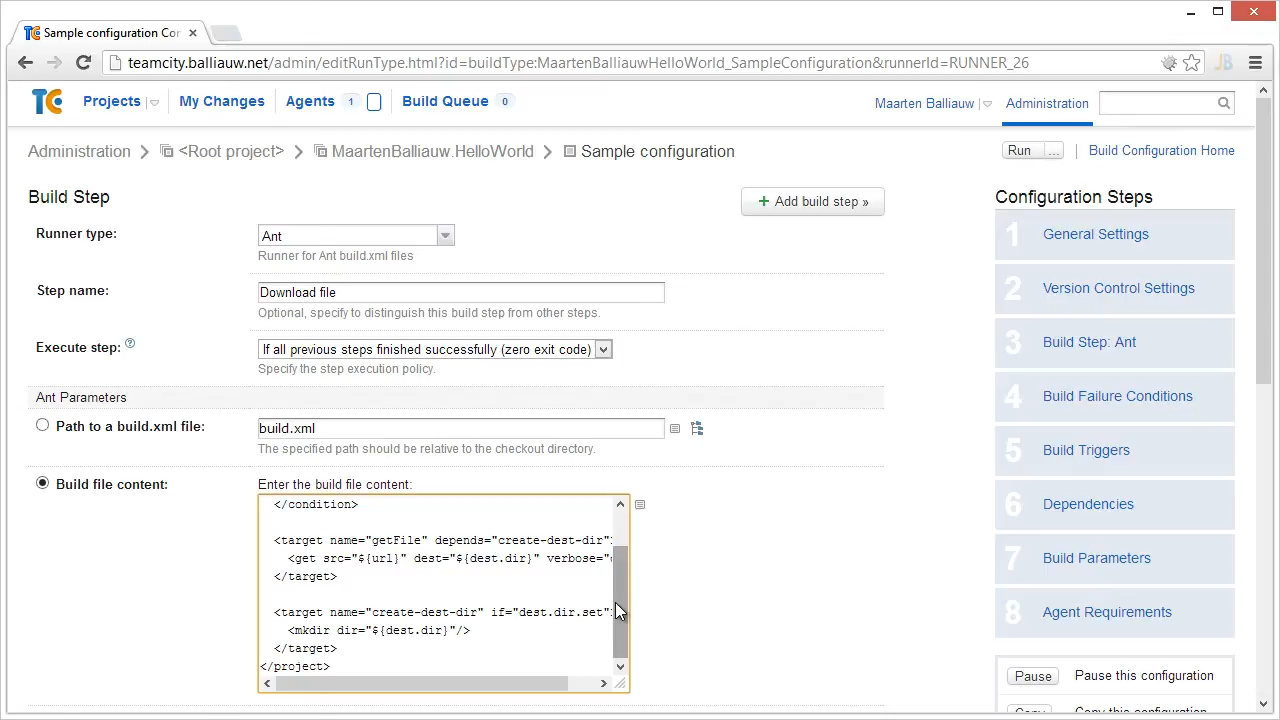 Sample configuration Cor
teamcity.balliauw.net/admin/editRunType.html?id=buildType:MaartenBalliauwHelloWorld_SampleConfiguration&runnerId=RUNNER_26
TC
Projects
My Changes
Agents 1
Build Queue 0
Maarten Balliauw
Administration
Administration
<Root project>
MaartenBalliauw.HelloWorld
Sample configuration
Run ...
Build Configuration Home
Build Step
+ Add build step »
Runner type:
Ant
Runner for Ant build.xml files
Step name:
Download file
Optional, specify to distinguish this build step from other steps.
Execute step: ?
If all previous steps finished successfully (zero exit code)
Specify the step execution policy.
Ant Parameters
Path to a build.xml file:
build.xml
The specified path should be relative to the checkout directory.
Build file content:
Enter the build file content:
</condition>
<target name="getFile" depends="create-dest-dir"
<get src="${url}" dest="${dest.dir}" verbose="
</target>
<target name="create-dest-dir" if="dest.dir.set"
<mkdir dir="${dest.dir}"/>
</target>
</project>
Configuration Steps
1 General Settings
2 Version Control Settings
3 Build Step: Ant
4 Build Failure Conditions
5 Build Triggers
6 Dependencies
7 Build Parameters
8 Agent Requirements
Pause
Pause this configuration
Copy
Copy this configuration